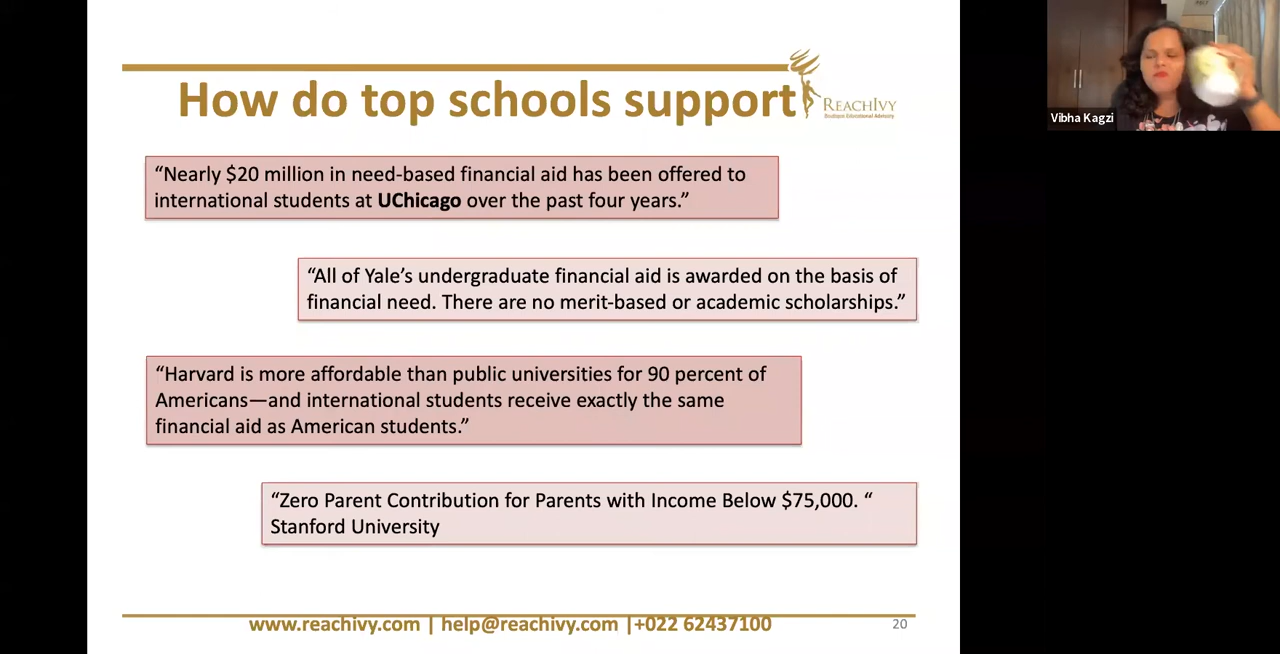 How do top schools support
REACHIVY
Boutique Educational Advisory
Vibha Kagzi
“Nearly $20 million in need-based financial aid has been offered to
international students at UChicago over the past four years.”
“All of Yale’s undergraduate financial aid is awarded on the basis of
financial need. There are no merit-based or academic scholarships.”
“Harvard is more affordable than public universities for 90 percent of
Americans—and international students receive exactly the same
financial aid as American students.”
“Zero Parent Contribution for Parents with Income Below $75,000. “
Stanford University
www.reachivy.com | help@reachivy.com |+022 62437100
20